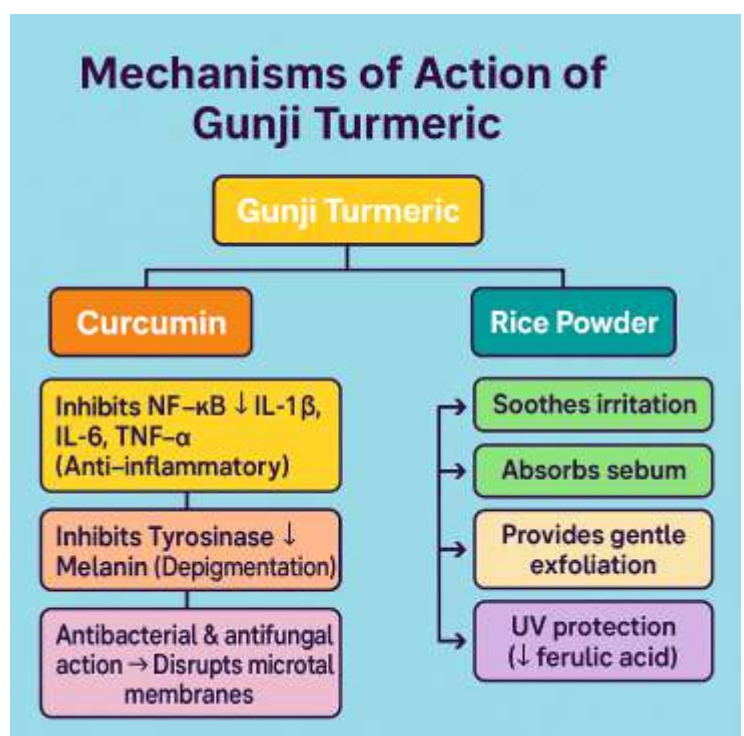 Mechanisms of Action of
Gunji Turmeric
Gunji Turmeric
Curcumin
Inhibits NF–κB ↓ IL-1β,
IL-6, TNF–α
(Anti–inflammatory)
Inhibits Tyrosinase ↓
Melanin (Depigmentation)
Antibacterial & antifungal
action → Disrupts microtal
membranes
Rice Powder
Soothes irritation
Absorbs sebum
Provides gentle
exfoliation
UV protection
(↓ ferulic acid)